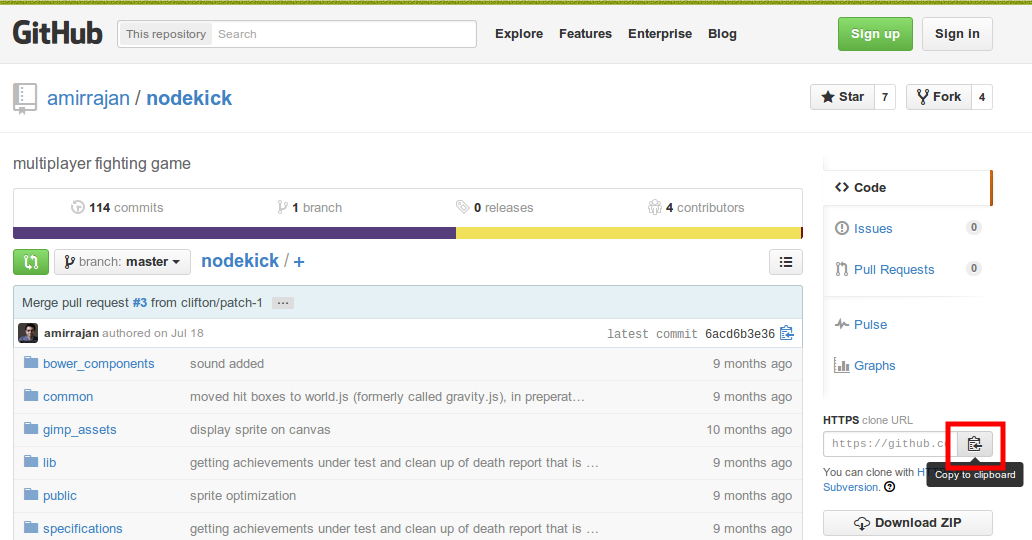 GitHub This repository Search Explore Features Enterprise Blog Sign up Sign in
amirrajan / nodekick Star 7 Fork 4
multiplayer fighting game
114 commits 1 branch 0 releases 4 contributors
branch: master nodekick / +
Merge pull request #3 from clifton/patch-1 ...
amirrajan authored on Jul 18 latest commit 6acd6b3e36
bower_components sound added 9 months ago
common moved hit boxes to world.js (formerly called gravity.js), in preperat… 9 months ago
gimp_assets display sprite on canvas 10 months ago
lib getting achievements under test and clean up of death report that is … 9 months ago
public sprite optimization 9 months ago
specifications getting achievements under test and clean up of death report that is … 9 months ago
Code
Issues 0
Pull Requests 0
Pulse
Graphs
HTTPS clone URL
https://github.c
Copy to clipboard
You can clone with
Subversion.
Download ZIP